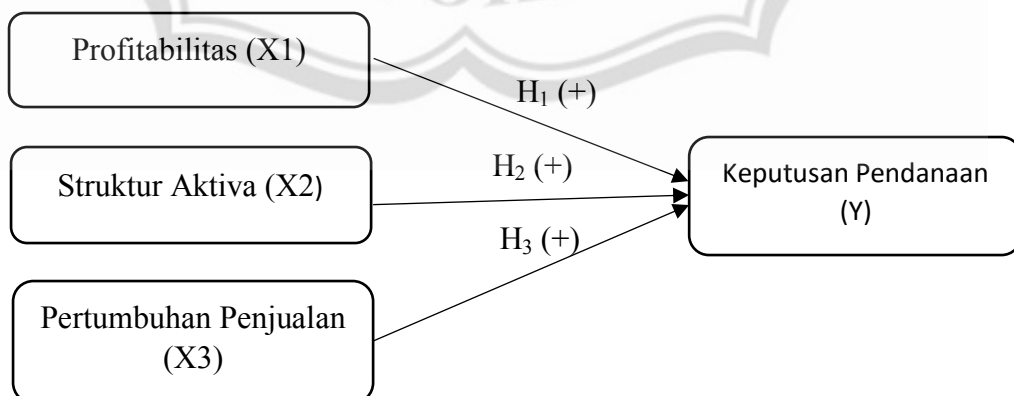 Profitabilitas (X1)
H₁ (+)
Struktur Aktiva (X2)
H₂ (+)
Keputusan Pendanaan
(Y)
H₃ (+)
Pertumbuhan Penjualan
(X3)